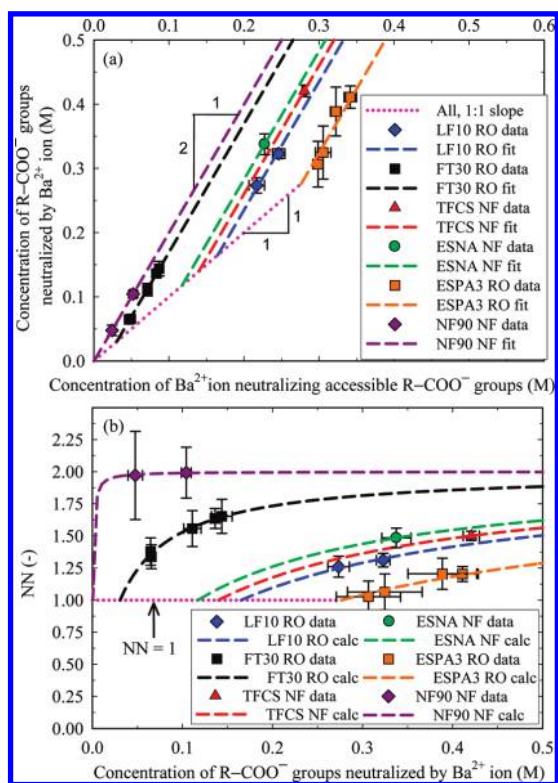 0 0.1 0.2 0.3 0.4 0.5
(a)
0.5
0.4
0.3
0.2
0.1
0.0
Concentration of R–COO⁻ groups
neutralized by Ba²⁺ ion (M)
1
2
1
1
All, 1:1 slope
LF10 RO data
LF10 RO fit
FT30 RO data
FT30 RO fit
TFCS NF data
TFCS NF fit
ESNA NF data
ESNA NF fit
ESPA3 RO data
ESPA3 RO fit
NF90 NF data
NF90 NF fit
Concentration of Ba²⁺ion neutralizing accessible R–COO⁻ groups (M)
(b)
2.25
2.00
1.75
1.50
1.25
1.00
0.75
0.50
0.25
0.00
NN (-)
NN = 1
LF10 RO data
LF10 RO calc
FT30 RO data
FT30 RO calc
TFCS NF data
TFCS NF calc
ESNA NF data
ESNA NF calc
ESPA3 RO data
ESPA3 RO calc
NF90 NF data
NF90 NF calc
0.0 0.1 0.2 0.3 0.4 0.5
Concentration of R–COO⁻ groups neutralized by Ba²⁺ ion (M)